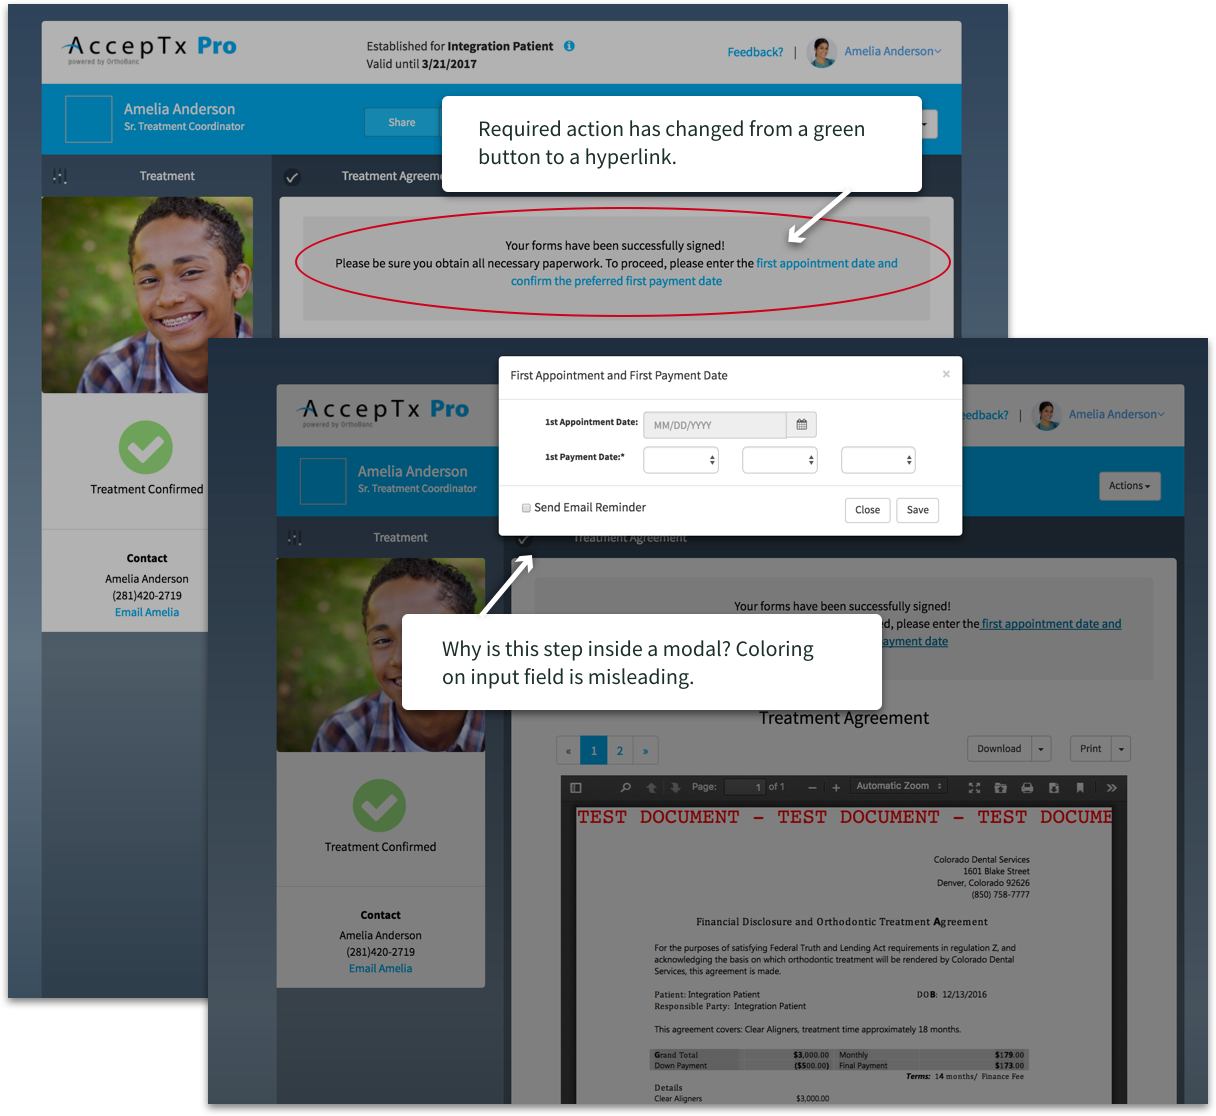 AccepTx Pro
powered by OrthoBanc
Established for Integration Patient
Valid until 3/21/2017
Feedback? | Amelia Anderson
Amelia Anderson
Sr. Treatment Coordinator
Share
Required action has changed from a green
button to a hyperlink.
Treatment
Treatment Agreeme
Your forms have been successfully signed!
Please be sure you obtain all necessary paperwork. To proceed, please enter the first appointment date and
confirm the preferred first payment date
Treatment Confirmed
Contact
Amelia Anderson
(281)420-2719
Email Amelia
First Appointment and First Payment Date ×
1st Appointment Date: MM/DD/YYYY
1st Payment Date:*
Send Email Reminder Close Save
AccepTx Pro
powered by OrthoBanc
edback? | Amelia Anderson
Amelia Anderson
Sr. Treatment Coordinator
Actions
Treatment
Treatment Agreement
Your forms have been successfully signed!
d, please enter the first appointment date and
ayment date
Why is this step inside a modal? Coloring
on input field is misleading.
Treatment Agreement
« 1 2 » Download Print
Page: 1 of 1 — + Automatic Zoom »
TEST DOCUMENT – TEST DOCUMENT – TEST DOCUME
Colorado Dental Services
1601 Blake Street
Denver, Colorado 92626
(850) 758-7777
Financial Disclosure and Orthodontic Treatment Agreement
For the purposes of satisfying Federal Truth and Lending Act requirements in regulation Z, and
acknowledging the basis on which orthodontic treatment will be rendered by Colorado Dental
Services, this agreement is made.
Patient: Integration Patient DOB: 12/13/2016
Responsible Party: Integration Patient
This agreement covers: Clear Aligners, treatment time approximately 18 months.
Grand Total $3,000.00 Monthly $179.00
Down Payment ($500.00) Final Payment $173.00
Terms: 14 months/ Finance Fee
Details
Clear Aligners $3,000.00
Treatment Confirmed
Contact
Amelia Anderson
(281)420-2719
Email Amelia